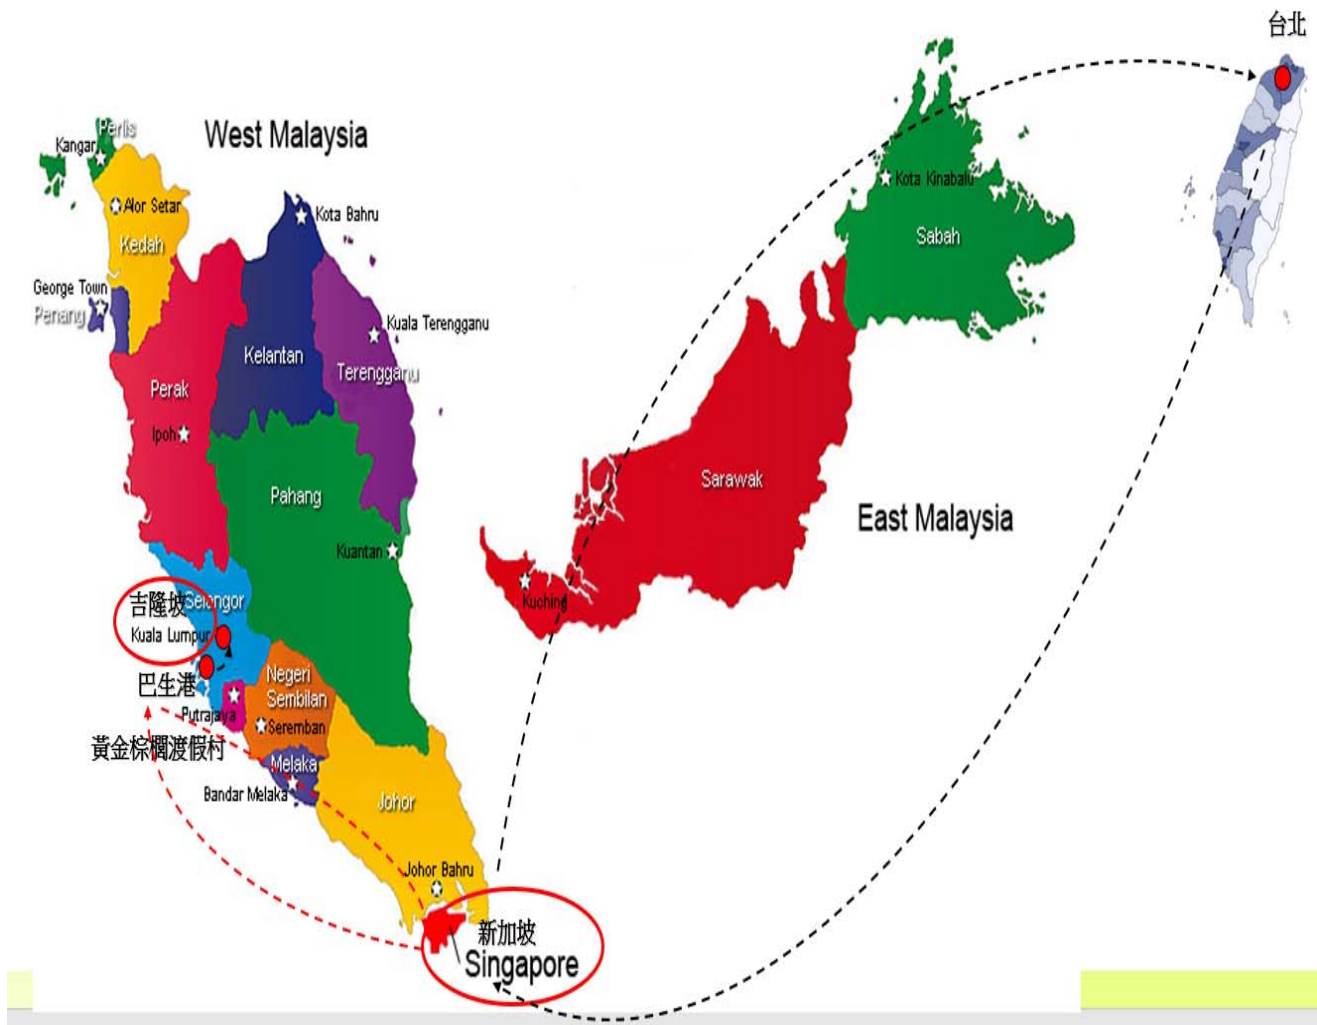 台北
West Malaysia
Perlis
Kangar
Alor Setar
Kedah
Kota Bahru
Kota Kinabalu
Sabah
George Town
Penang
Kuala Terengganu
Kelantan
Terengganu
Perak
Ipoh
Pahang
Sarawak
East Malaysia
Kuantan
Kuching
吉隆坡
Selangor
Kuala Lumpur
巴生港
Negeri
Sembilan
Putrajaya
Seremban
黃金棕櫚渡假村
Melaka
Bandar Melaka
Johor
Johor Bahru
新加坡
Singapore